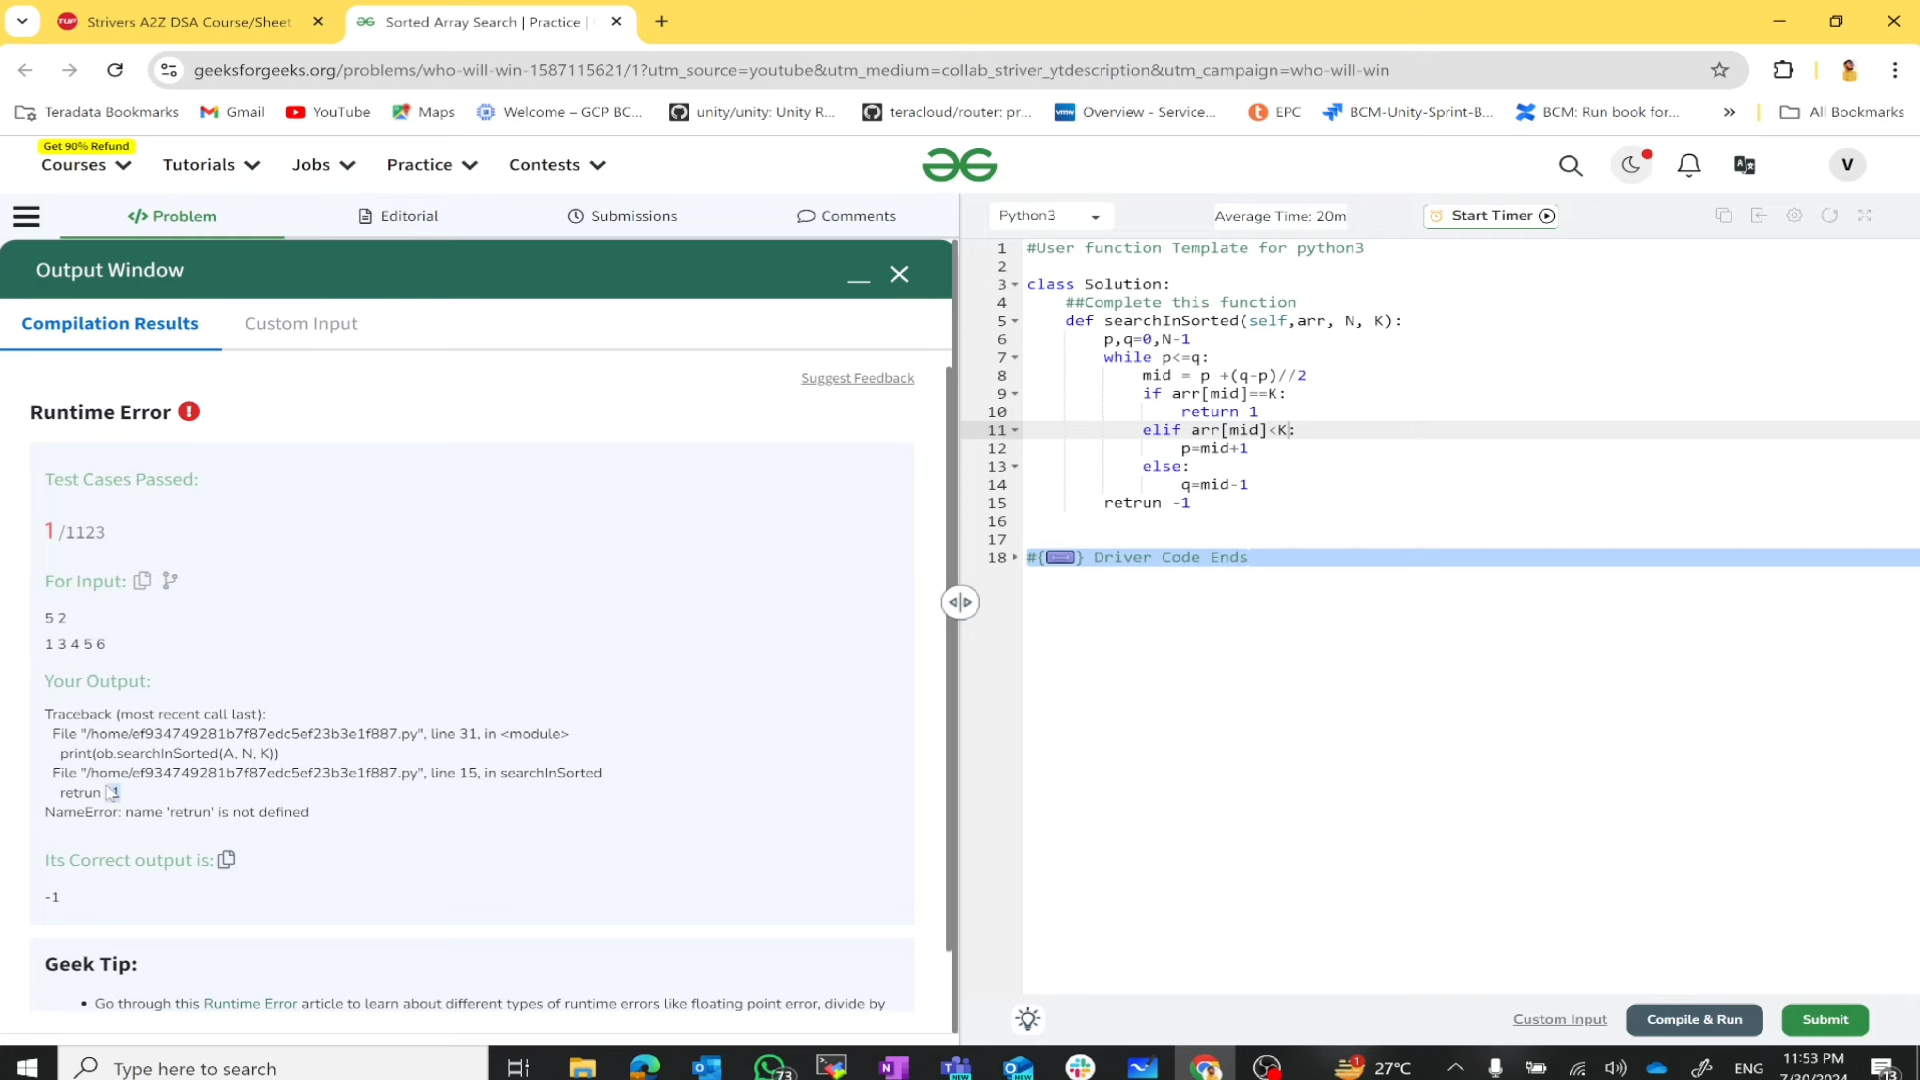 Strivers A2Z DSA Course/Sheet
Sorted Array Search | Practice |
geeksforgeeks.org/problems/who-will-win-1587115621/1?utm_source=youtube&utm_medium=collab_striver_ytdescription&utm_campaign=who-will-win
Teradata Bookmarks
Gmail
YouTube
Maps
Welcome – GCP BC...
unity/unity: Unity R...
teracloud/router: pr...
Overview - Service...
EPC
BCM-Unity-Sprint-B...
BCM: Run book for...
»
All Bookmarks
Get 90% Refund
Courses
Tutorials
Jobs
Practice
Contests
V
</> Problem
Editorial
Submissions
Comments
Python3
Average Time: 20m
Start Timer
Output Window
Compilation Results
Custom Input
Suggest Feedback
Runtime Error
Test Cases Passed:
1 /1123
For Input:
5 2
1 3 4 5 6
Your Output:
Traceback (most recent call last):
File "/home/ef934749281b7f87edc5ef23b3e1f887.py", line 31, in <module>
print(ob.searchInSorted(A, N, K))
File "/home/ef934749281b7f87edc5ef23b3e1f887.py", line 15, in searchInSorted
retrun -1
NameError: name 'retrun' is not defined
Its Correct output is:
-1
Geek Tip:
• Go through this Runtime Error article to learn about different types of runtime errors like floating point error, divide by
1 #User function Template for python3
2
3 class Solution:
4 ##Complete this function
5 def searchInSorted(self,arr, N, K):
6 p,q=0,N-1
7 while p<=q:
8 mid = p +(q-p)//2
9 if arr[mid]==K:
10 return 1
11 elif arr[mid]<K:
12 p=mid+1
13 else:
14 q=mid-1
15 retrun -1
16
17
18 #{ } Driver Code Ends
Custom Input
Compile & Run
Submit
Type here to search
73
NEW
NEW
1
27°C
ENG
11:53 PM
7/30/2024
13